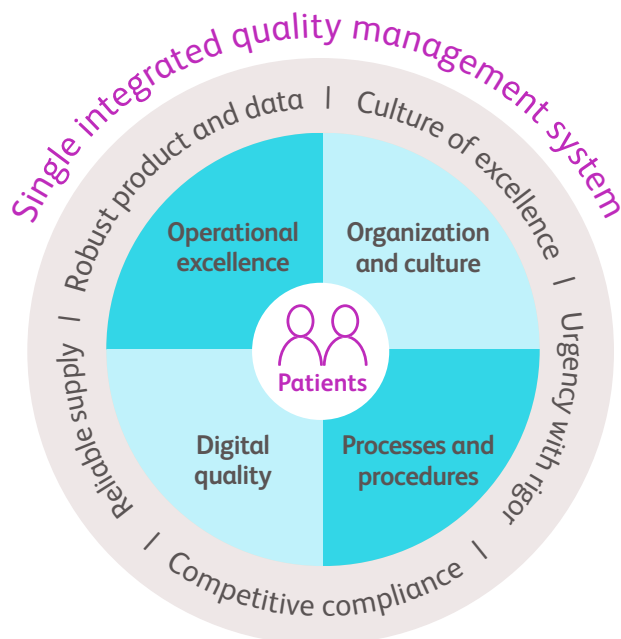 Single integrated quality management system
Robust product and data | Culture of excellence | Urgency with rigor | Competitive compliance | Reliable supply |
Operational
excellence
Organization
and culture
Patients
Digital
quality
Processes and
procedures